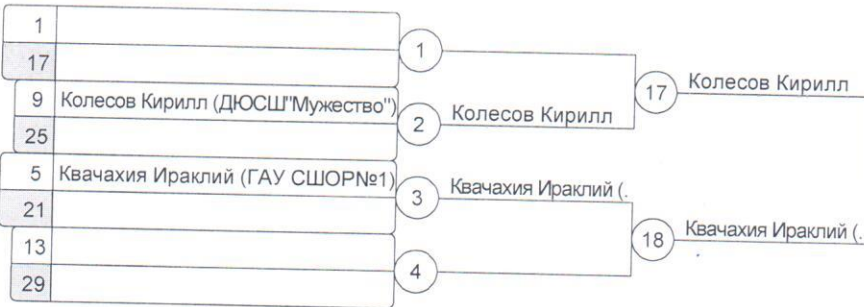 1
17
1
17 Колесов Кирилл
9 Колесов Кирилл (ДЮСШ"Мужество")
2 Колесов Кирилл
25
5 Квачахия Ираклий (ГАУ СШОР№1)
3 Квачахия Ираклий (.
21
18 Квачахия Ираклий (.
13
4
29